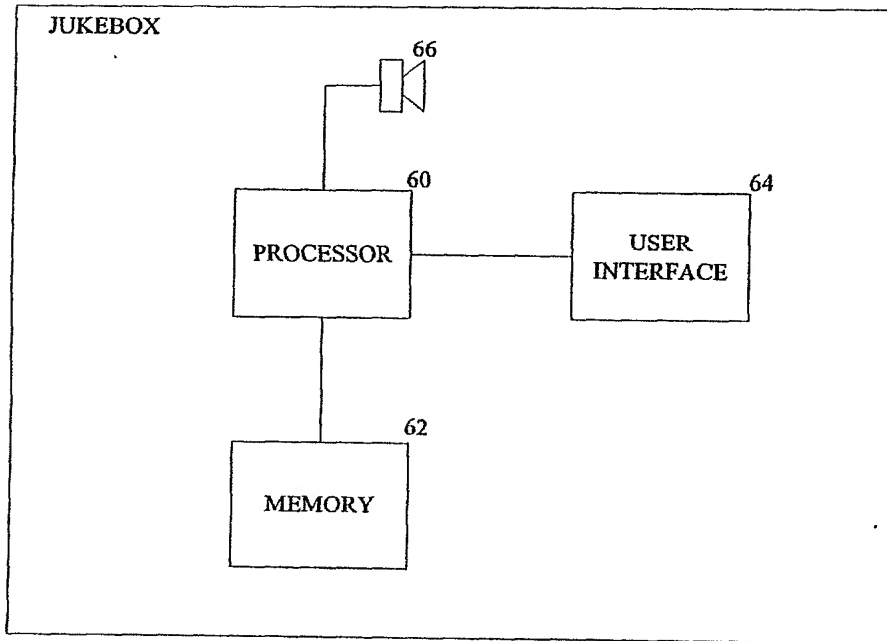 JUKEBOX
66
60
64
PROCESSOR
USER
INTERFACE
62
MEMORY